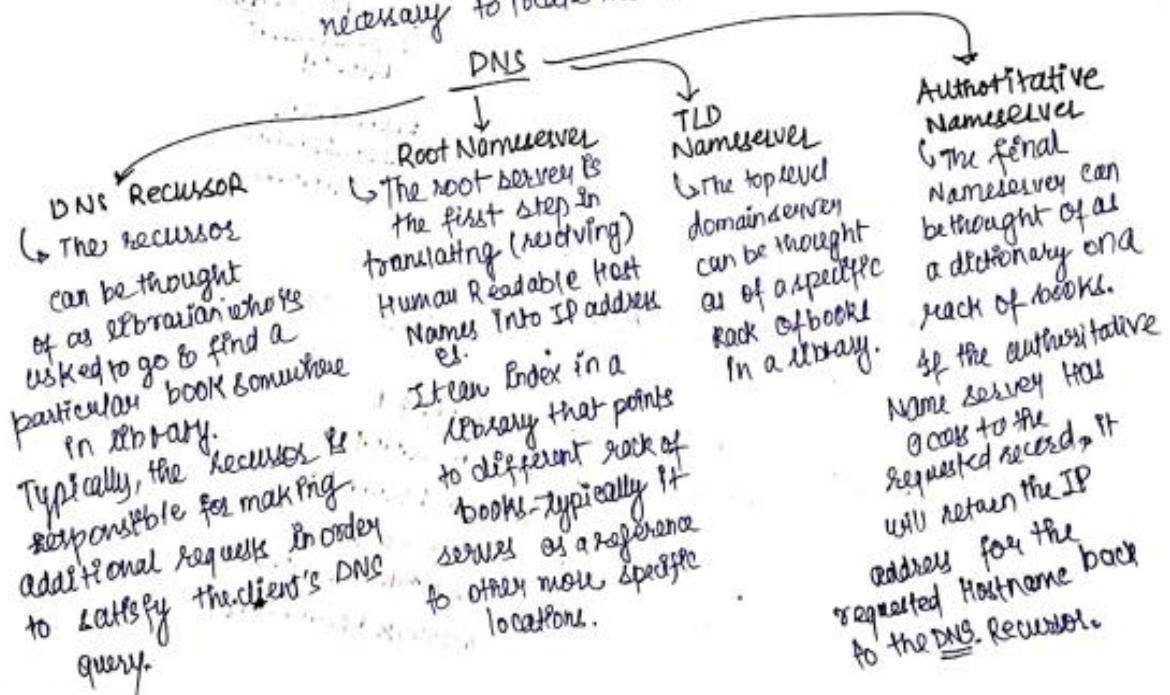 necessary to locate the
DNS
DNS RECURSOR
↳ The recursor
can be thought
of as librarian who is
asked to go & find a
particular book somewhere
in library.
Typically, the recursor is
responsible for making
additional requests in order
to satisfy the client's DNS
query.
Root Nameserver
↳ The root server is
the first step in
translating (resolving)
Human Readable Host
Names into IP address
es.
It can Index in a
library that points
to different rack of
books - typically it
serves as a reference
to other more specific
locations.
TLD
Nameserver
↳ The top level
domain server
can be thought
as of a specific
Rack of books
in a library.
Authoritative
Nameserver
↳ The final
Nameserver can
be thought of as
a dictionary on a
rack of books.
If the authoritative
Name server Has
access to the
requested record, it
will return the IP
address for the
requested Hostname back
to the DNS Recursor.